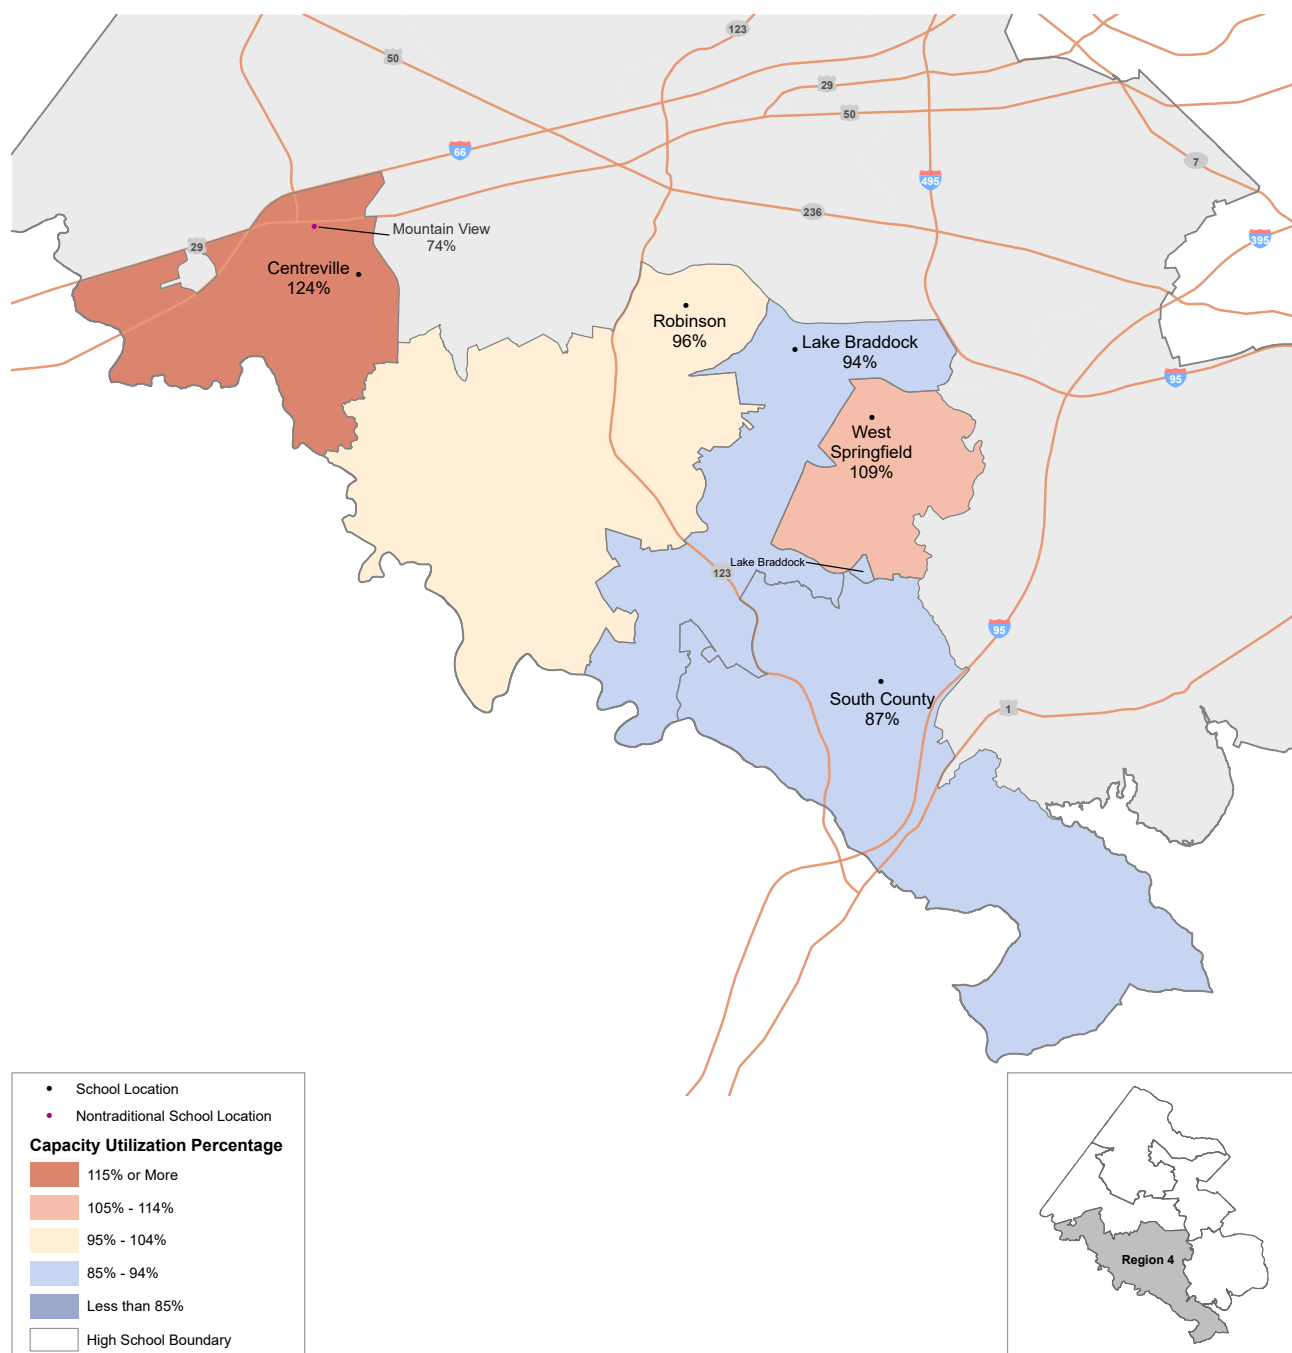 123
50
29
50
66
7
495
236
395
Mountain View
74%
29
Centreville
124%
Robinson
96%
Lake Braddock
94%
95
West
Springfield
109%
Lake Braddock
123
95
South County
87%
1
School Location
Nontraditional School Location
Capacity Utilization Percentage
115% or More
105% - 114%
95% - 104%
85% - 94%
Less than 85%
High School Boundary
Region 4